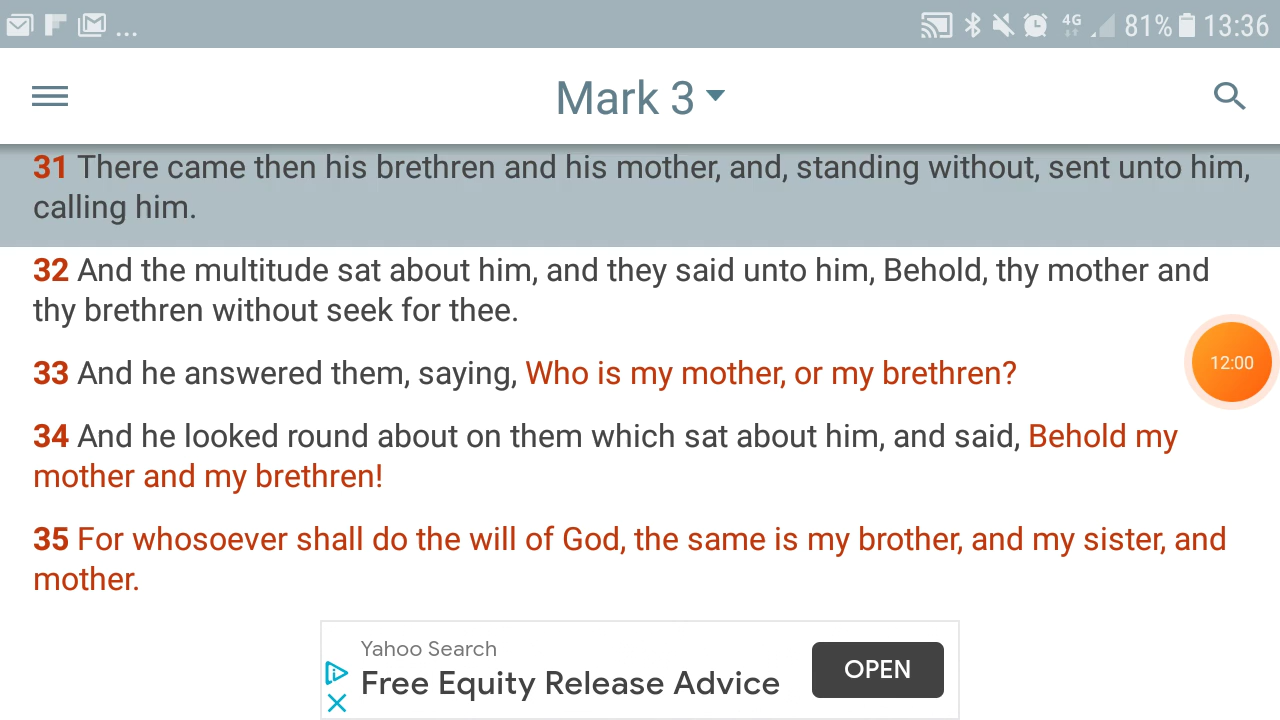 ... 4G 81% 13:36
Mark 3
31 There came then his brethren and his mother, and, standing without, sent unto him,
calling him.
32 And the multitude sat about him, and they said unto him, Behold, thy mother and
thy brethren without seek for thee.
33 And he answered them, saying, Who is my mother, or my brethren?
12:00
34 And he looked round about on them which sat about him, and said, Behold my
mother and my brethren!
35 For whosoever shall do the will of God, the same is my brother, and my sister, and
mother.
Yahoo Search
Free Equity Release Advice
OPEN